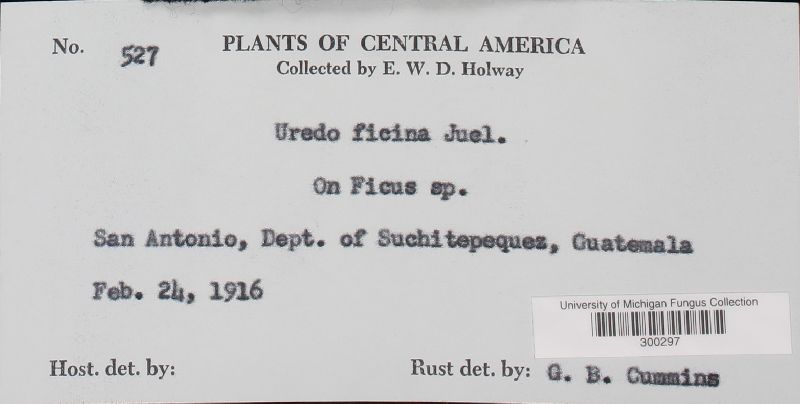 No. 527
PLANTS OF CENTRAL AMERICA
Collected by E. W. D. Holway
Uredo ficina Juel.
On Ficus sp.
San Antonio, Dept. of Suchitepequez, Guatemala
Feb. 24, 1916
University of Michigan Fungus Collection
300297
Host. det. by:
Rust det. by: G. B. Cummins